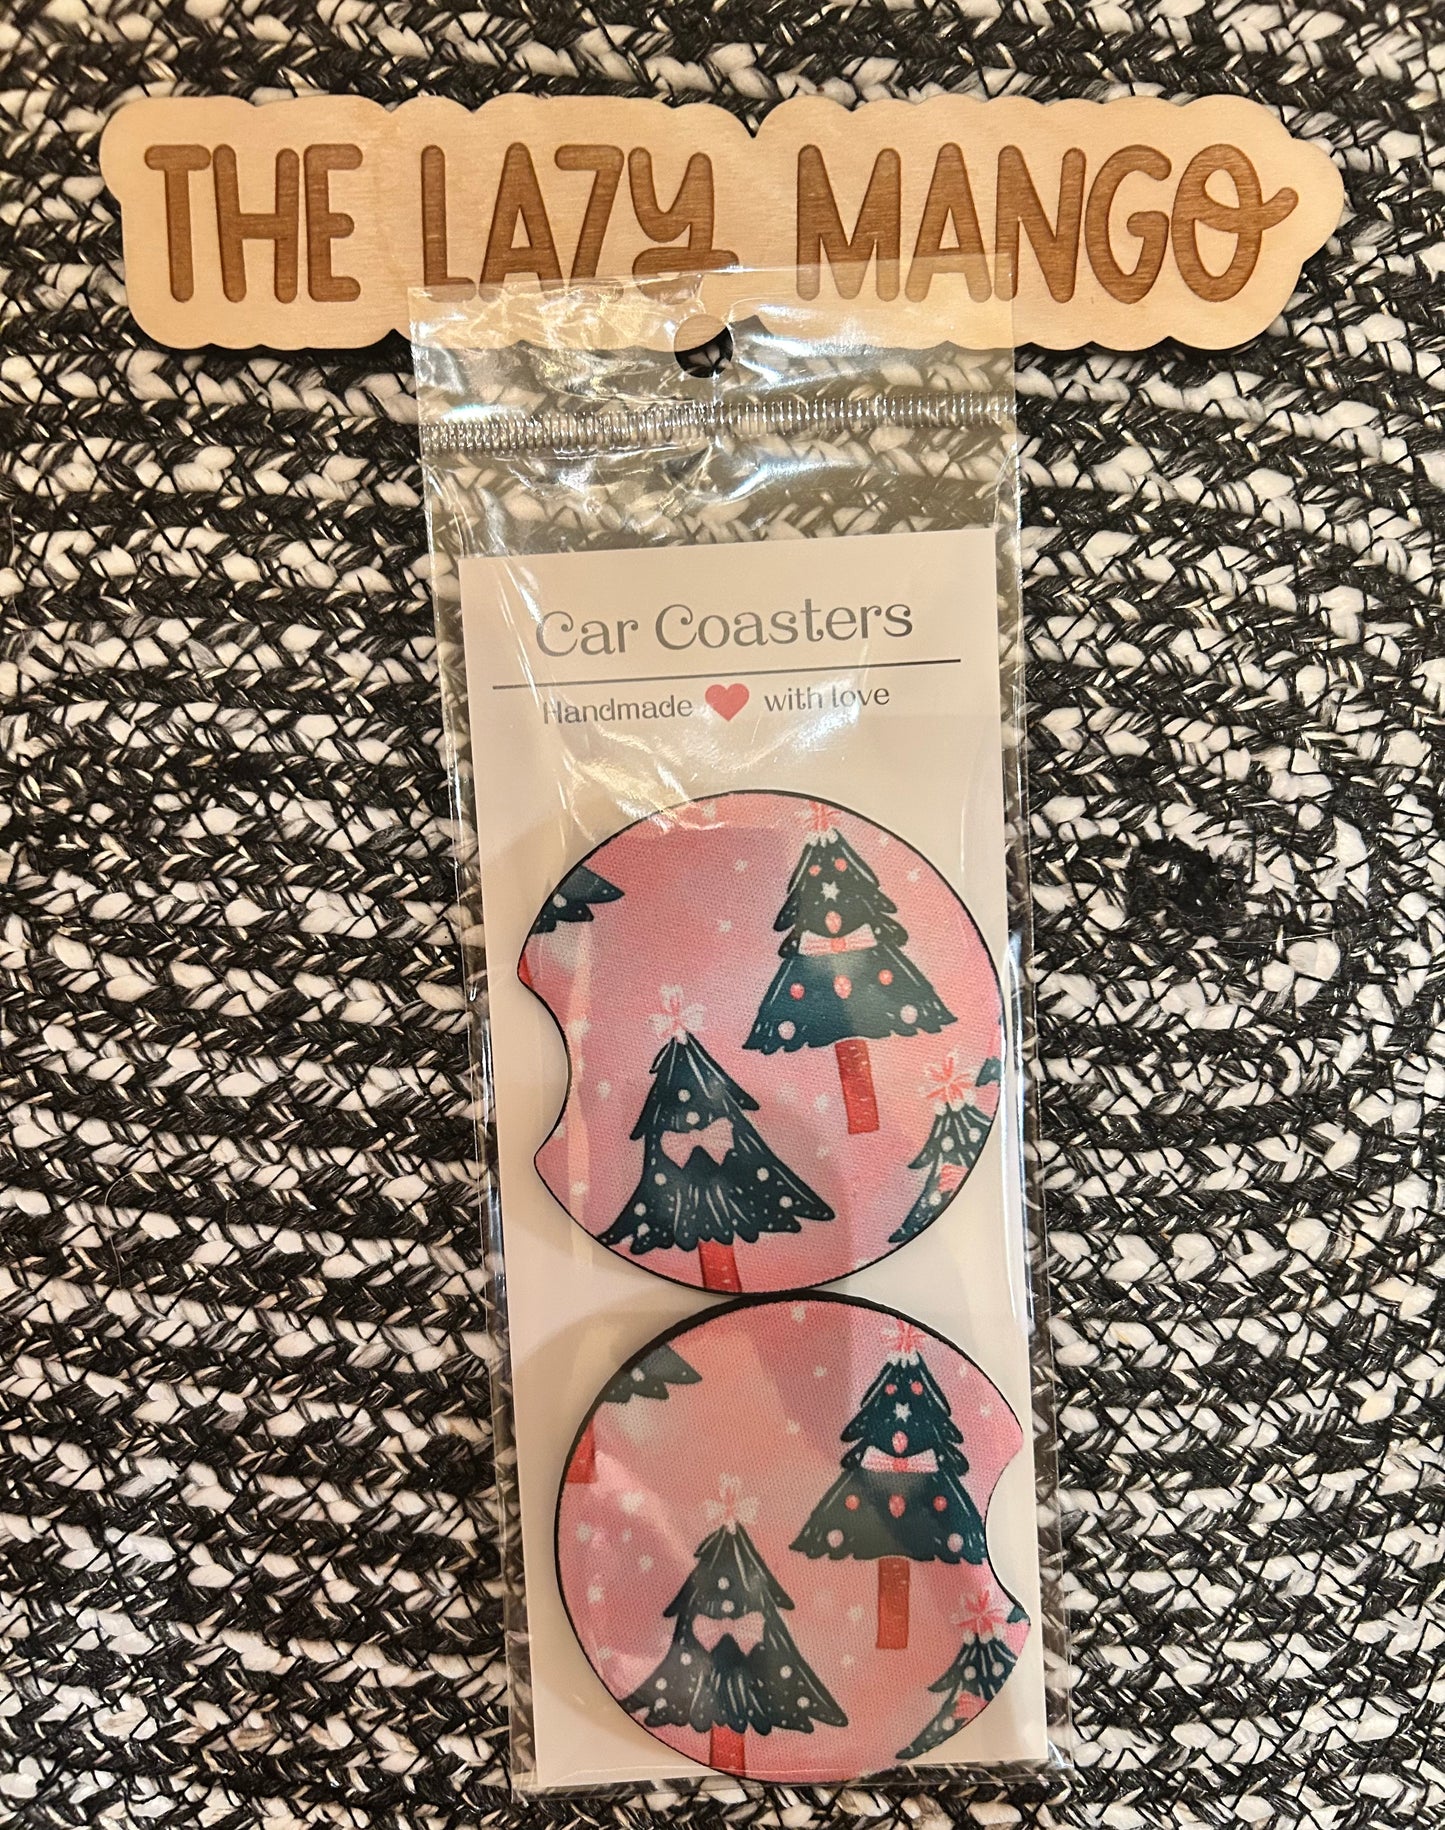 THE LAZY MANGO
Car Coasters
Handmade ❤ with love